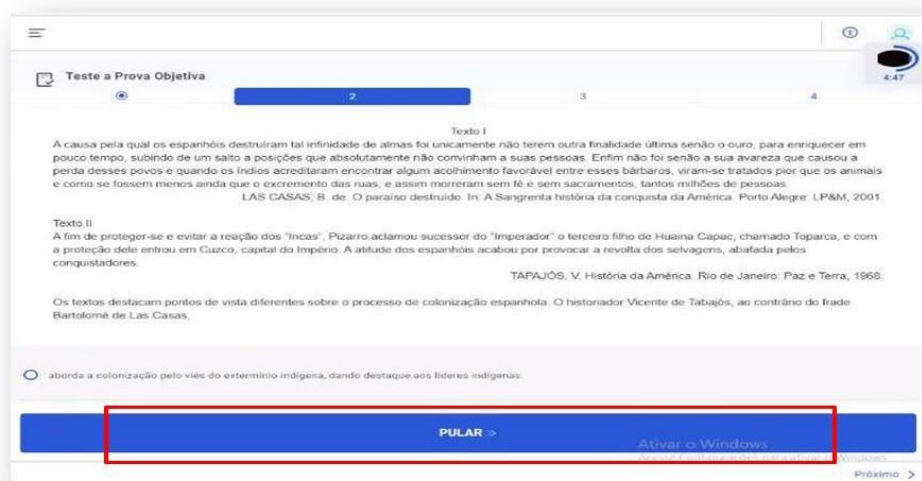 Teste a Prova Objetiva
4:47
2 3 4
Texto I
A causa pela qual os espanhóis destruíram tal infinidade de almas foi unicamente não terem outra finalidade última senão o ouro, para enriquecer em
pouco tempo, subindo de um salto a posições que absolutamente não convinham a suas pessoas. Enfim não foi senão a sua avareza que causou a
perda desses povos e quando os índios acreditaram encontrar algum acolhimento favorável entre esses bárbaros, viram-se tratados pior que os animais
e como se fossem menos ainda que o excremento das ruas, e assim morreram sem fé e sem sacramentos, tantos milhões de pessoas.
LAS CASAS, B. de. O paraíso destruído. In: A Sangrenta história da conquista da América. Porto Alegre: LP&M, 2001.
Texto II
A fim de proteger-se e evitar a reação dos "Incas", Pizarro aclamou sucessor do "Imperador" o terceiro filho de Huaina Capac, chamado Toparca, e com
a proteção dele entrou em Cuzco, capital do Império. A atitude dos espanhóis acabou por provocar a revolta dos selvagens, abafada pelos
conquistadores.
TAPAJÓS, V. História da América. Rio de Janeiro: Paz e Terra, 1968.
Os textos destacam pontos de vista diferentes sobre o processo de colonização espanhola. O historiador Vicente de Tabajós, ao contrário do frade
Bartolomé de Las Casas,
aborda a colonização pelo viés do extermínio indígena, dando destaque aos líderes indígenas.
PULAR »
Ativar o Windows
Acesse Configurações para ativar o Windows.
Próximo >